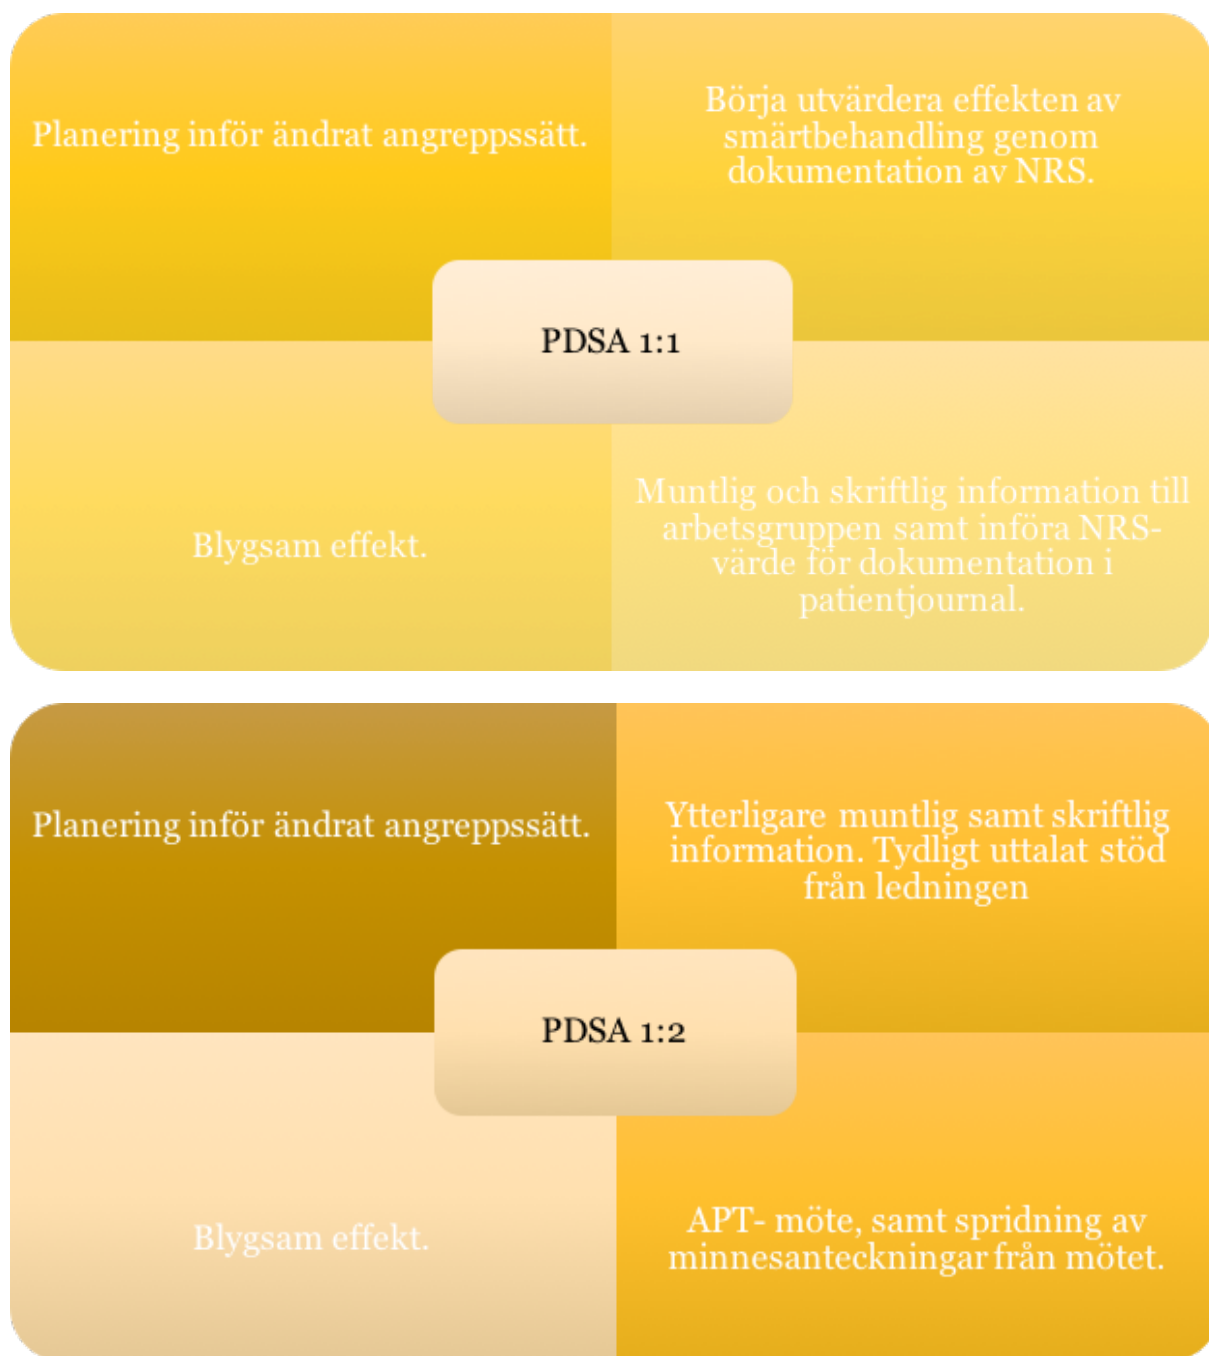 Planering inför ändrat angreppssätt.
Börja utvärdera effekten av
smärtbehandling genom
dokumentation av NRS.
PDSA 1:1
Blygsam effekt.
Muntlig och skriftlig information till
arbetsgruppen samt införa NRS-
värde för dokumentation i
patientjournal.
Planering inför ändrat angreppssätt.
Ytterligare muntlig samt skriftlig
information. Tydligt uttalat stöd
från ledningen
PDSA 1:2
Blygsam effekt.
APT- möte, samt spridning av
minnesanteckningar från mötet.